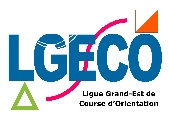 LGECO
Ligue Grand-Est de
Course d'Orientation